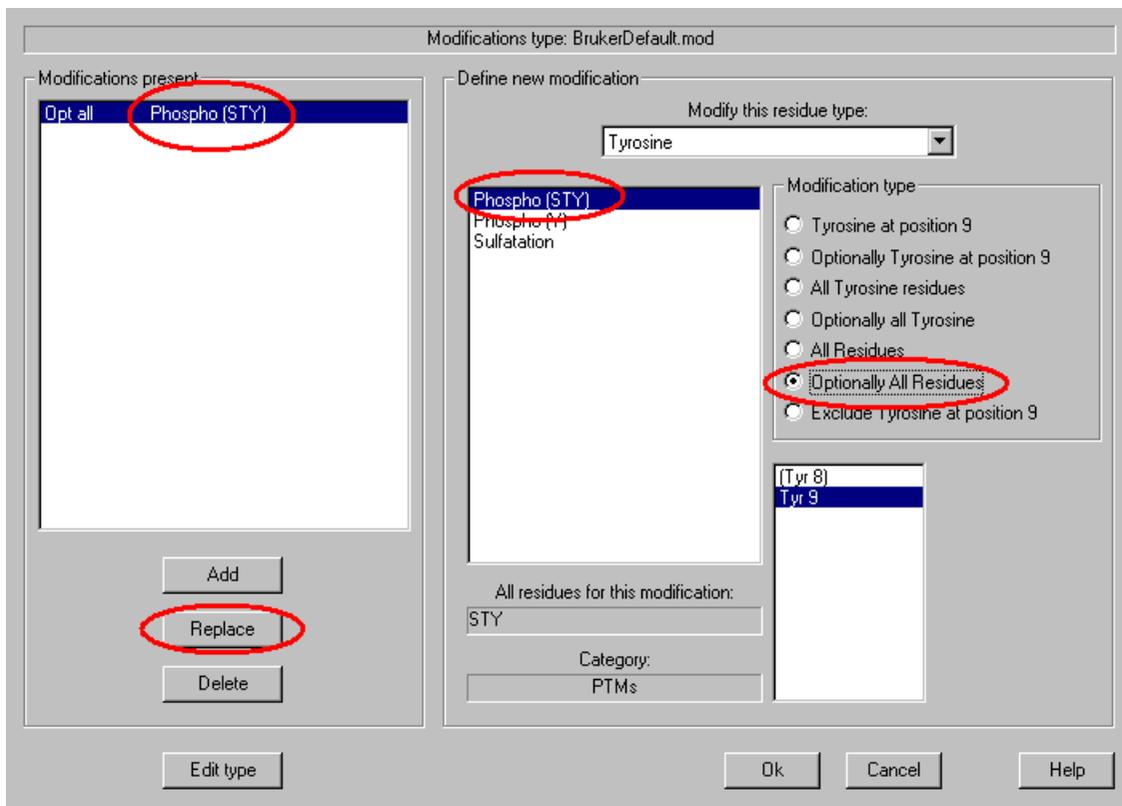 Modifications type: BrukerDefault.mod
Modifications present
Opt all Phospho (STY)
Add
Replace
Delete
Edit type
Define new modification
Modify this residue type:
Tyrosine
Phospho (STY)
Phospho (Y)
Sulfatation
All residues for this modification:
STY
Category:
PTMs
Modification type
Tyrosine at position 9
Optionally Tyrosine at position 9
All Tyrosine residues
Optionally all Tyrosine
All Residues
Optionally All Residues
Exclude Tyrosine at position 9
(Tyr 8)
Tyr 9
Ok
Cancel
Help